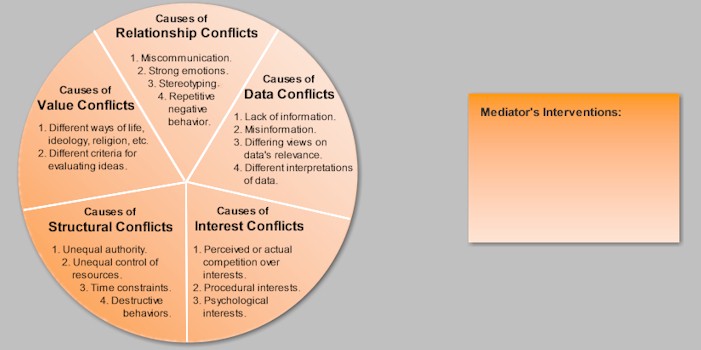 Causes of
Relationship Conflicts
1. Miscommunication.
2. Strong emotions.
3. Stereotyping.
4. Repetitive
negative
behavior.
Causes of
Data Conflicts
1. Lack of information.
2. Misinformation.
3. Differing views on
data's relevance.
4. Different interpretations
of data.
Causes of
Interest Conflicts
1. Perceived or actual
competition over
interests.
2. Procedural interests.
3. Psychological
interests.
Causes of
Structural Conflicts
1. Unequal authority.
2. Unequal control of
resources.
3. Time constraints.
4. Destructive
behaviors.
Causes of
Value Conflicts
1. Different ways of life,
ideology, religion, etc.
2. Different criteria for
evaluating ideas.
Mediator's Interventions: